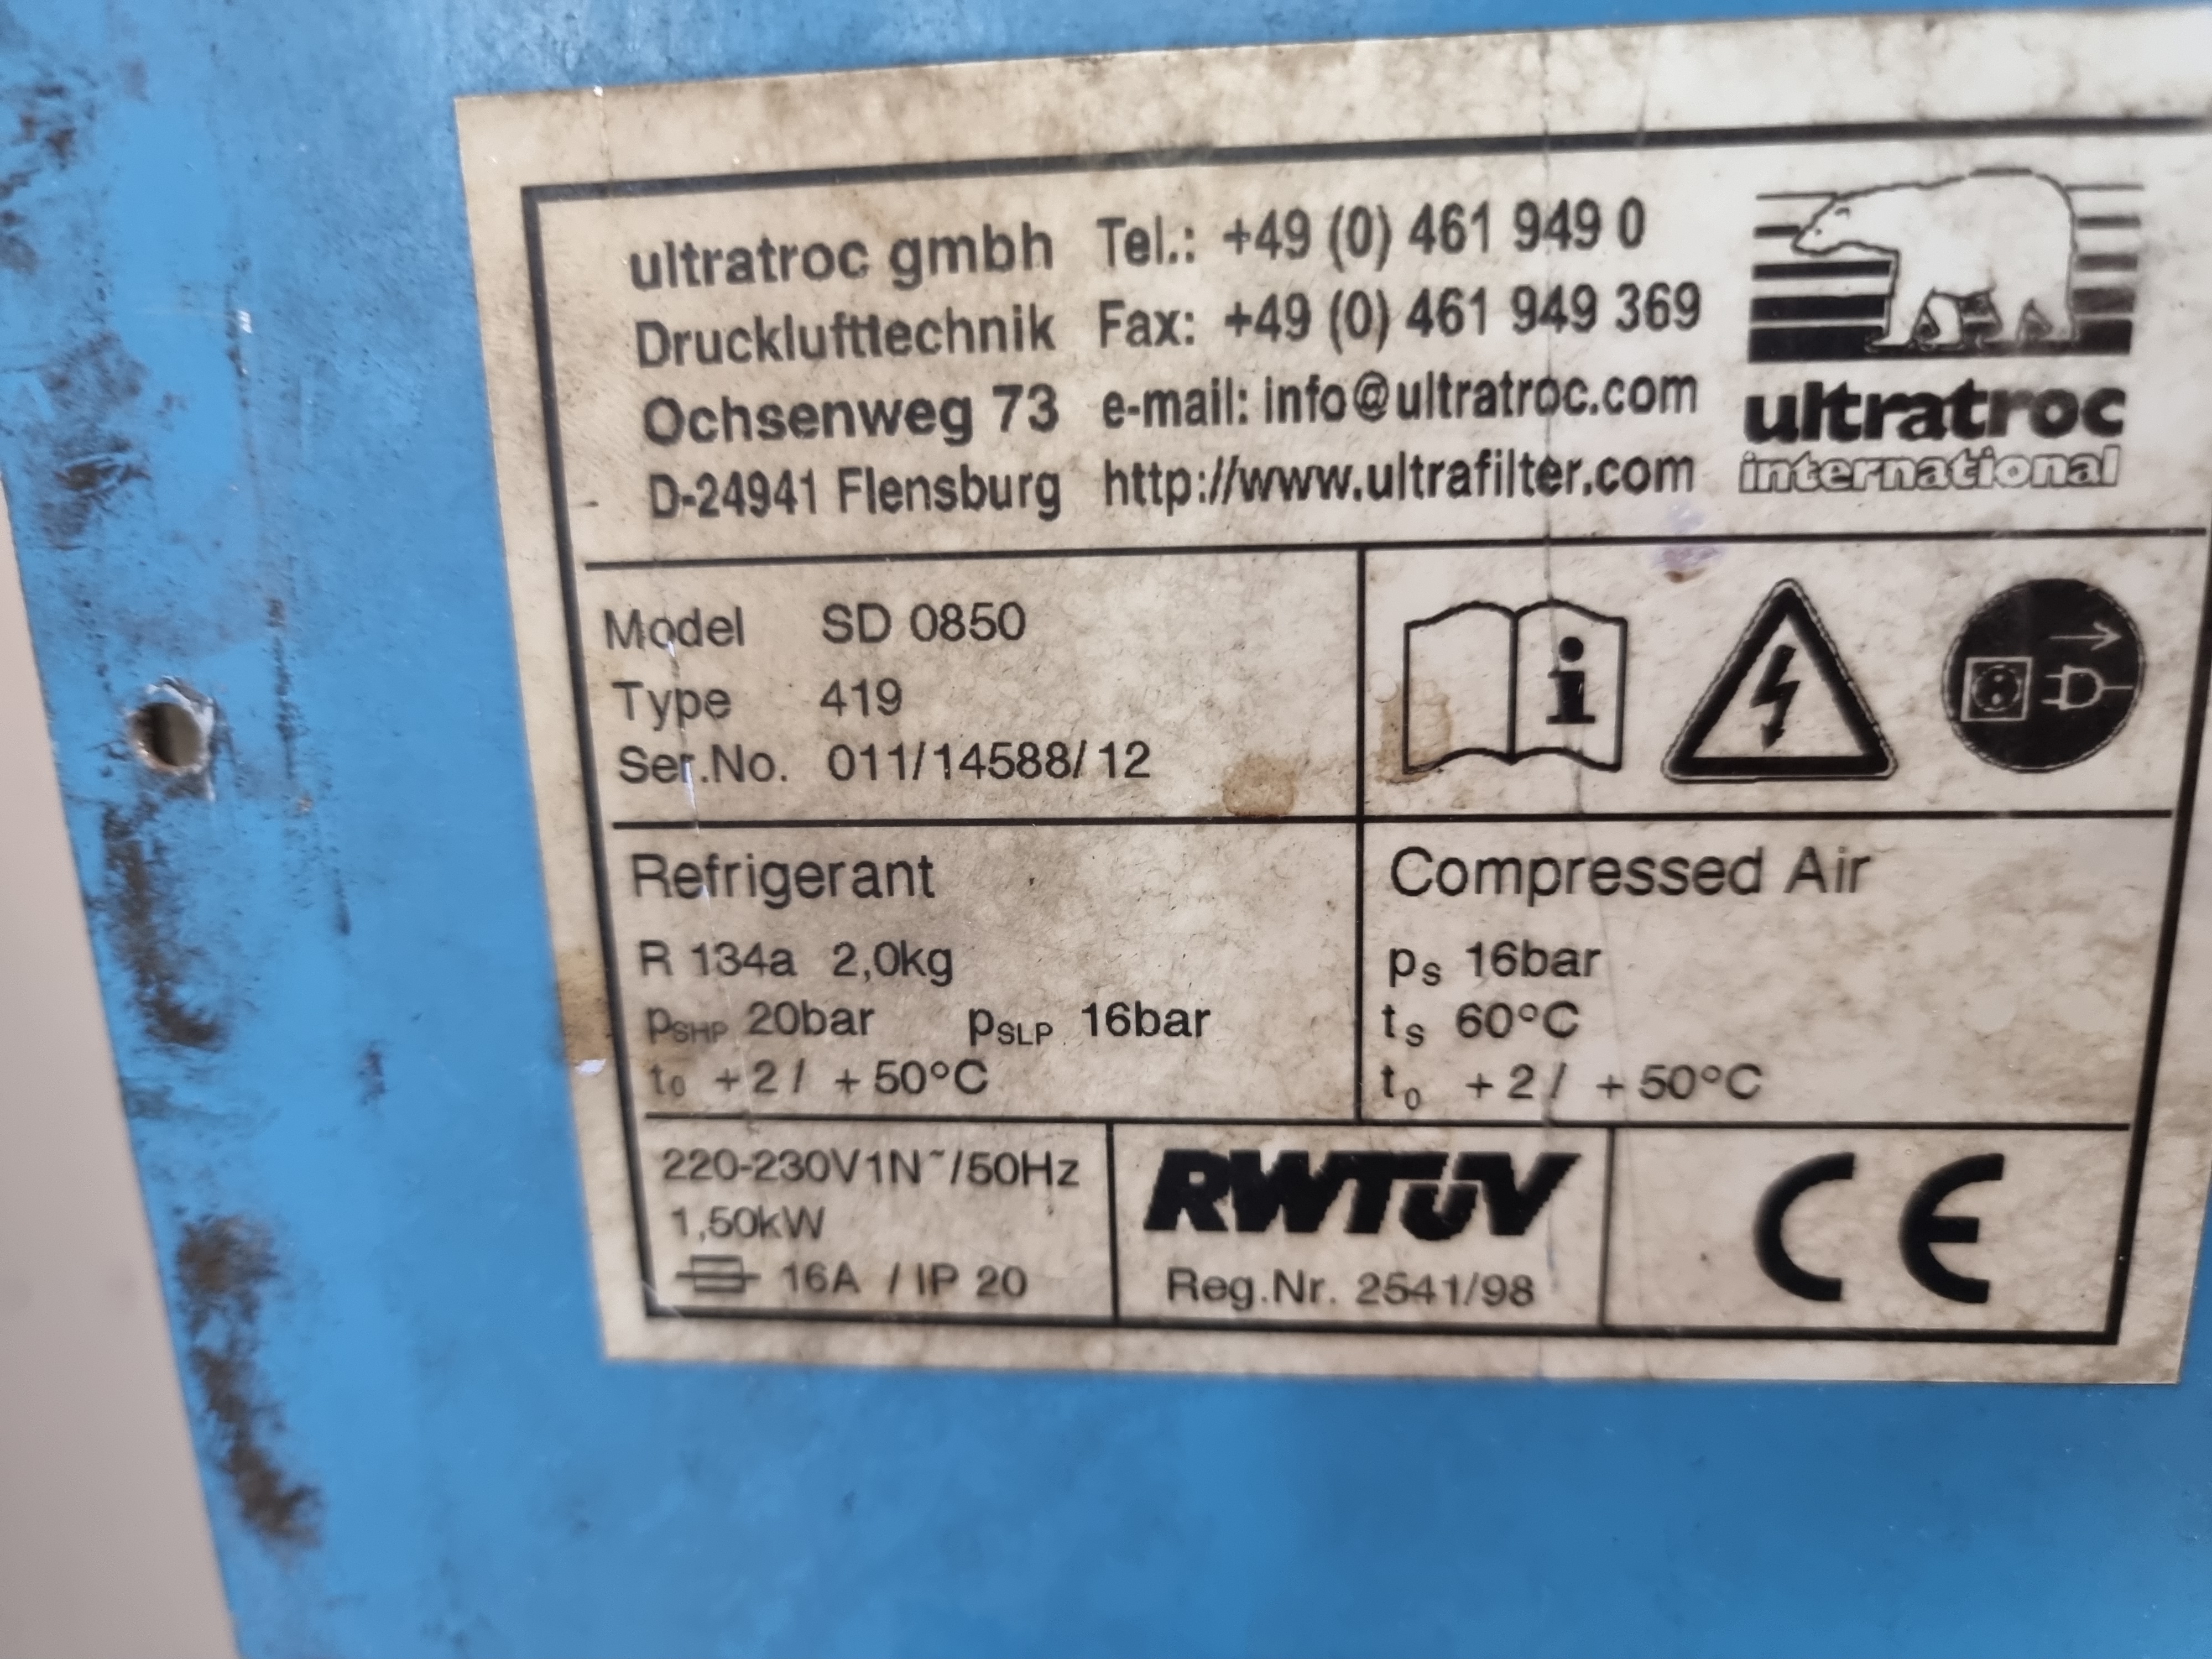 ultratroc gmbh Tel.: +49 (0) 461 949 0
Drucklufttechnik Fax: +49 (0) 461 949 369
Ochsenweg 73 e-mail: info@ultratroc.com
D-24941 Flensburg http://www.ultrafilter.com
ultratroc
international
Model SD 0850
Type 419
Ser.No. 011/14588/12
i
Refrigerant
R 134a 2,0kg
pSHP 20bar pSLP 16bar
t0 +2/ +50°C
Compressed Air
ps 16bar
ts 60°C
t0 +2/ +50°C
220-230V1N~/50Hz
1,50kW
16A / IP 20
RWTÜV
Reg.Nr. 2541/98
CE